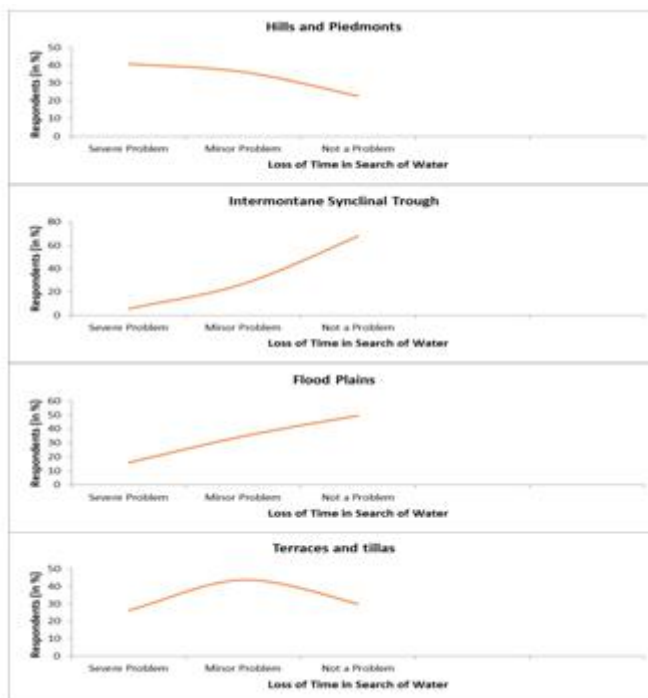 Hills and Piedmonts
Respondents (in %)
50
40
30
20
10
0
Severe Problem Minor Problem Not a Problem
Loss of Time in Search of Water
Intermontane Synclinal Trough
Respondents (in %)
80
60
40
20
0
Severe Problem Minor Problem Not a Problem
Loss of Time in Search of Water
Flood Plains
Respondents (in %)
60
50
40
30
20
10
0
Severe Problem Minor Problem Not a Problem
Loss of Time in Search of Water
Terraces and tillas
Respondents (in %)
50
40
30
20
10
0
Severe Problem Minor Problem Not a Problem
Loss of Time in Search of Water